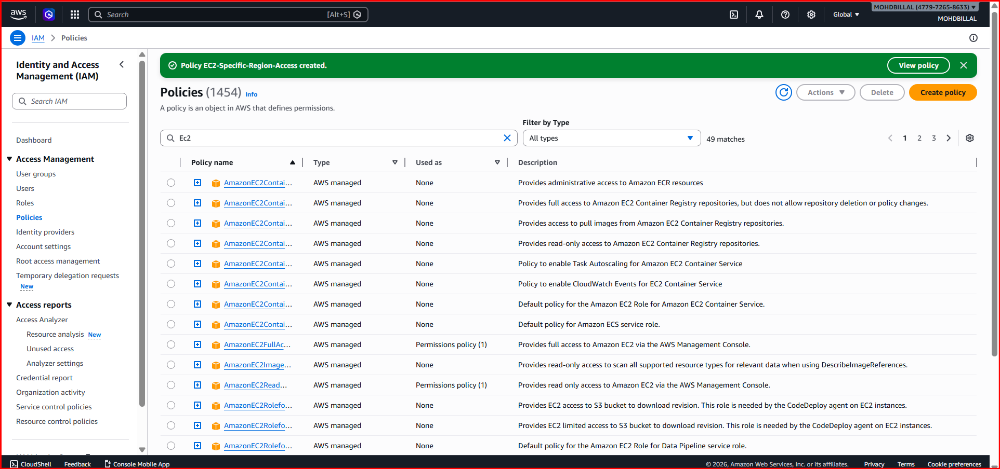 aws
Search [Alt+S]
Global
MOHDBILLAL (4779-7265-8633)
MOHDBILLAL
IAM > Policies
Identity and Access
Management (IAM)
Search IAM
Dashboard
Access Management
User groups
Users
Roles
Policies
Identity providers
Account settings
Root access management
Temporary delegation requests
New
Access reports
Access Analyzer
Resource analysis New
Unused access
Analyzer settings
Credential report
Organization activity
Service control policies
Resource control policies
Policy EC2-Specific-Region-Access created.
View policy
Policies (1454) Info
Actions
Delete
Create policy
A policy is an object in AWS that defines permissions.
Filter by Type
Ec2
All types
49 matches
1 2 3
Policy name Type Used as Description
AmazonEC2Contai... AWS managed None Provides administrative access to Amazon ECR resources
AmazonEC2Contai... AWS managed None Provides full access to Amazon EC2 Container Registry repositories, but does not allow repository deletion or policy changes.
AmazonEC2Contai... AWS managed None Provides access to pull images from Amazon EC2 Container Registry repositories.
AmazonEC2Contai... AWS managed None Provides read-only access to Amazon EC2 Container Registry repositories.
AmazonEC2Contai... AWS managed None Policy to enable Task Autoscaling for Amazon EC2 Container Service
AmazonEC2Contai... AWS managed None Policy to enable CloudWatch Events for EC2 Container Service
AmazonEC2Contai... AWS managed None Default policy for the Amazon EC2 Role for Amazon EC2 Container Service.
AmazonEC2Contai... AWS managed None Default policy for Amazon ECS service role.
AmazonEC2FullAc... AWS managed Permissions policy (1) Provides full access to Amazon EC2 via the AWS Management Console.
AmazonEC2Image... AWS managed None Provides read-only access to scan all supported resource types for relevant data when using DescribeImageReferences.
AmazonEC2Read... AWS managed Permissions policy (1) Provides read only access to Amazon EC2 via the AWS Management Console.
AmazonEC2Rolefo... AWS managed None Provides EC2 access to S3 bucket to download revision. This role is needed by the CodeDeploy agent on EC2 instances.
AmazonEC2Rolefo... AWS managed None Provides EC2 limited access to S3 bucket to download revision. This role is needed by the CodeDeploy agent on EC2 instances.
AmazonEC2Rolefo... AWS managed None Default policy for the Amazon EC2 Role for Data Pipeline service role.
CloudShell Feedback Console Mobile App
© 2026, Amazon Web Services, Inc. or its affiliates. Privacy Terms Cookie preferences